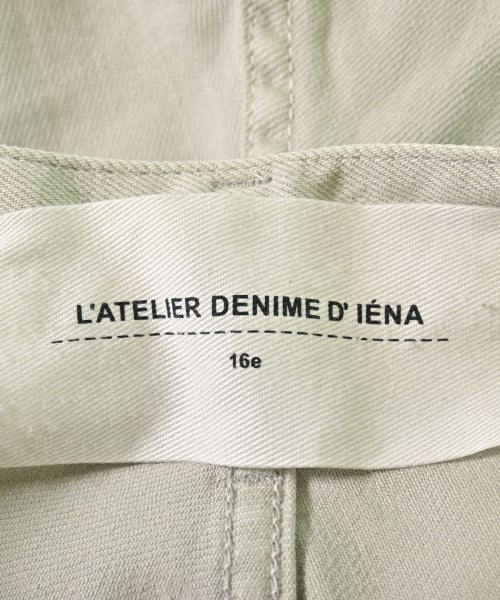 L'ATELIER DENIME D' IÉNA
16e